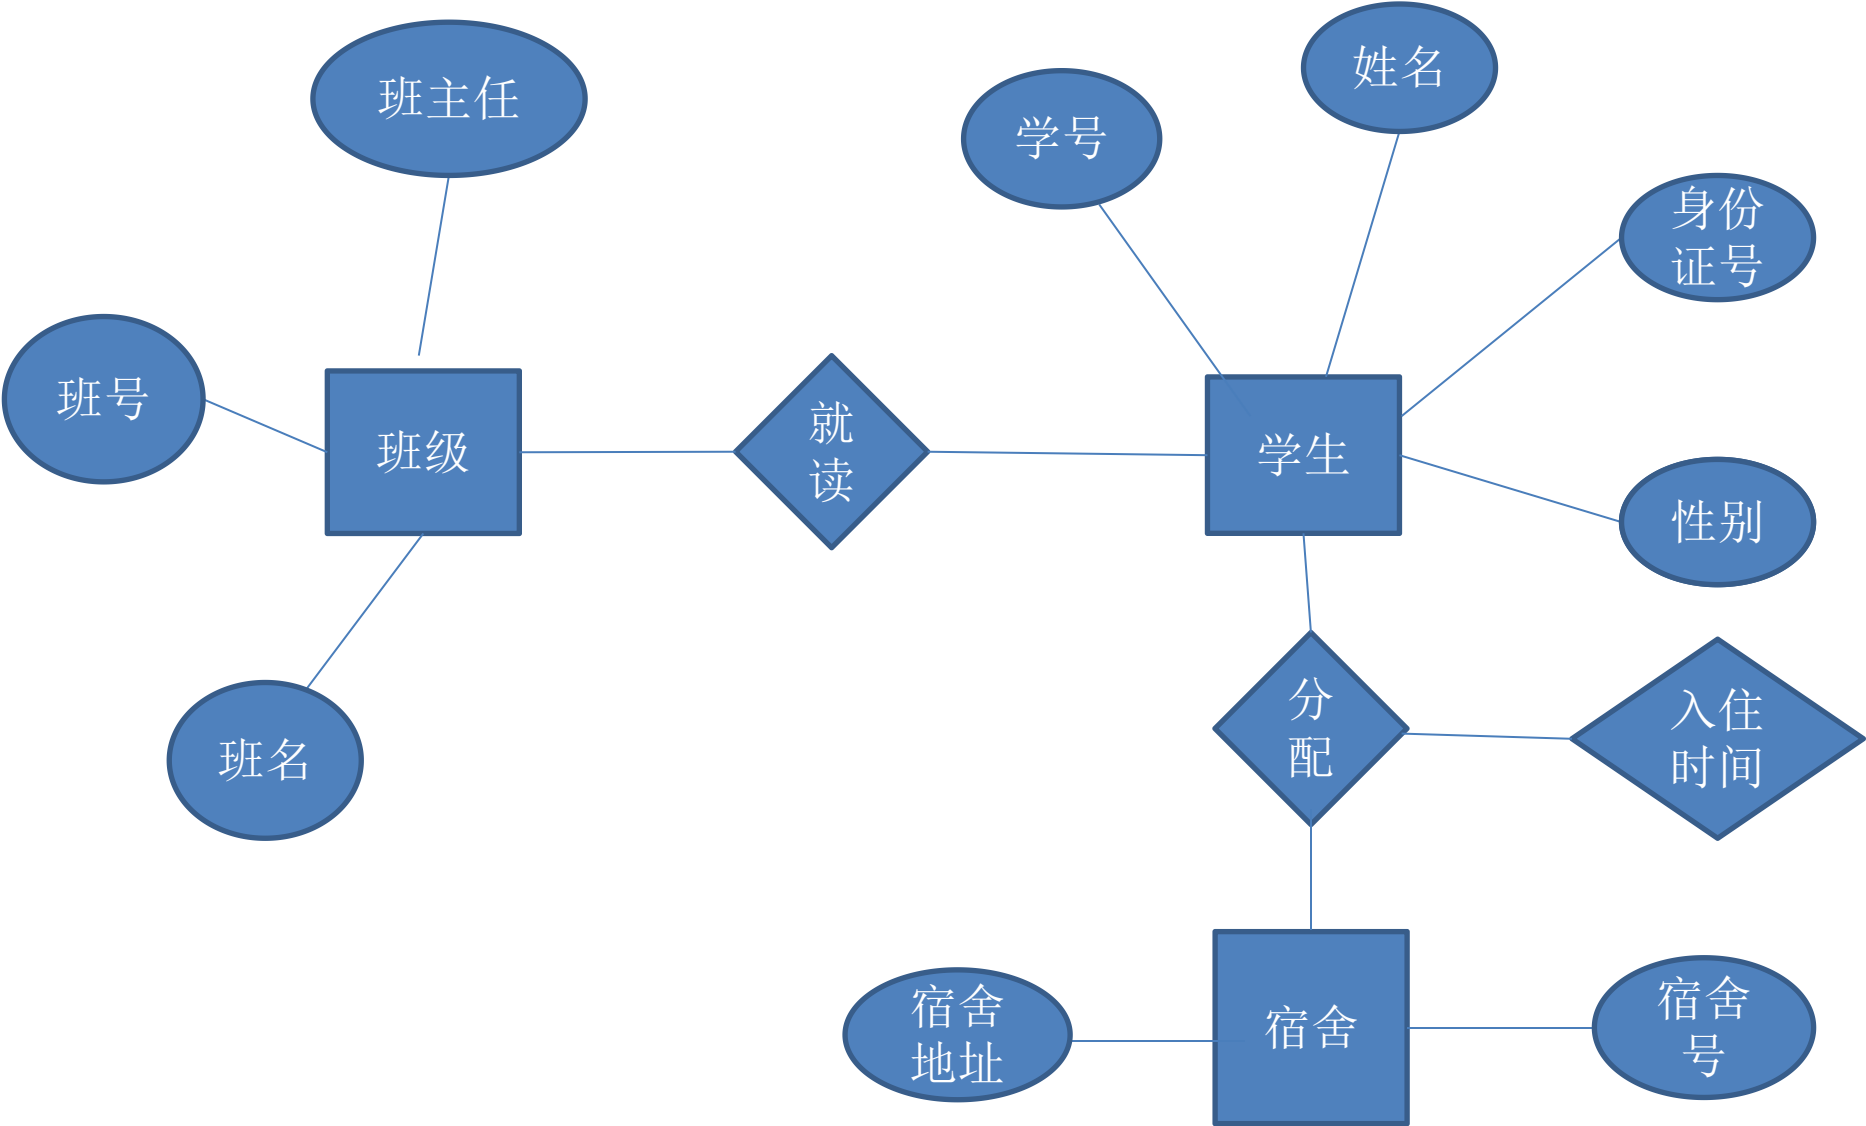 班主任
姓名
学号
身份
证号
班号
班级
就
读
学生
性别
分
配
入住
时间
班名
宿舍
地址
宿舍
宿舍
号